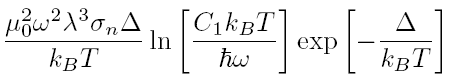 \frac{\mu_0^2 \omega^2 \lambda^3 \sigma_n \Delta}{k_B T} \ln \left[ \frac{C_1 k_B T}{\hbar \omega} \right] \exp \left[ -\frac{\Delta}{k_B T} \right]